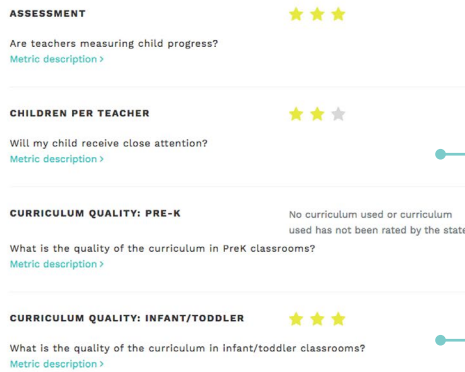 ASSESSMENT
Are teachers measuring child progress?
Metric description >
CHILDREN PER TEACHER
Will my child receive close attention?
Metric description >
CURRICULUM QUALITY: PRE-K
No curriculum used or curriculum
used has not been rated by the state
What is the quality of the curriculum in PreK classrooms?
Metric description >
CURRICULUM QUALITY: INFANT/TODDLER
What is the quality of the curriculum in infant/toddler classrooms?
Metric description >